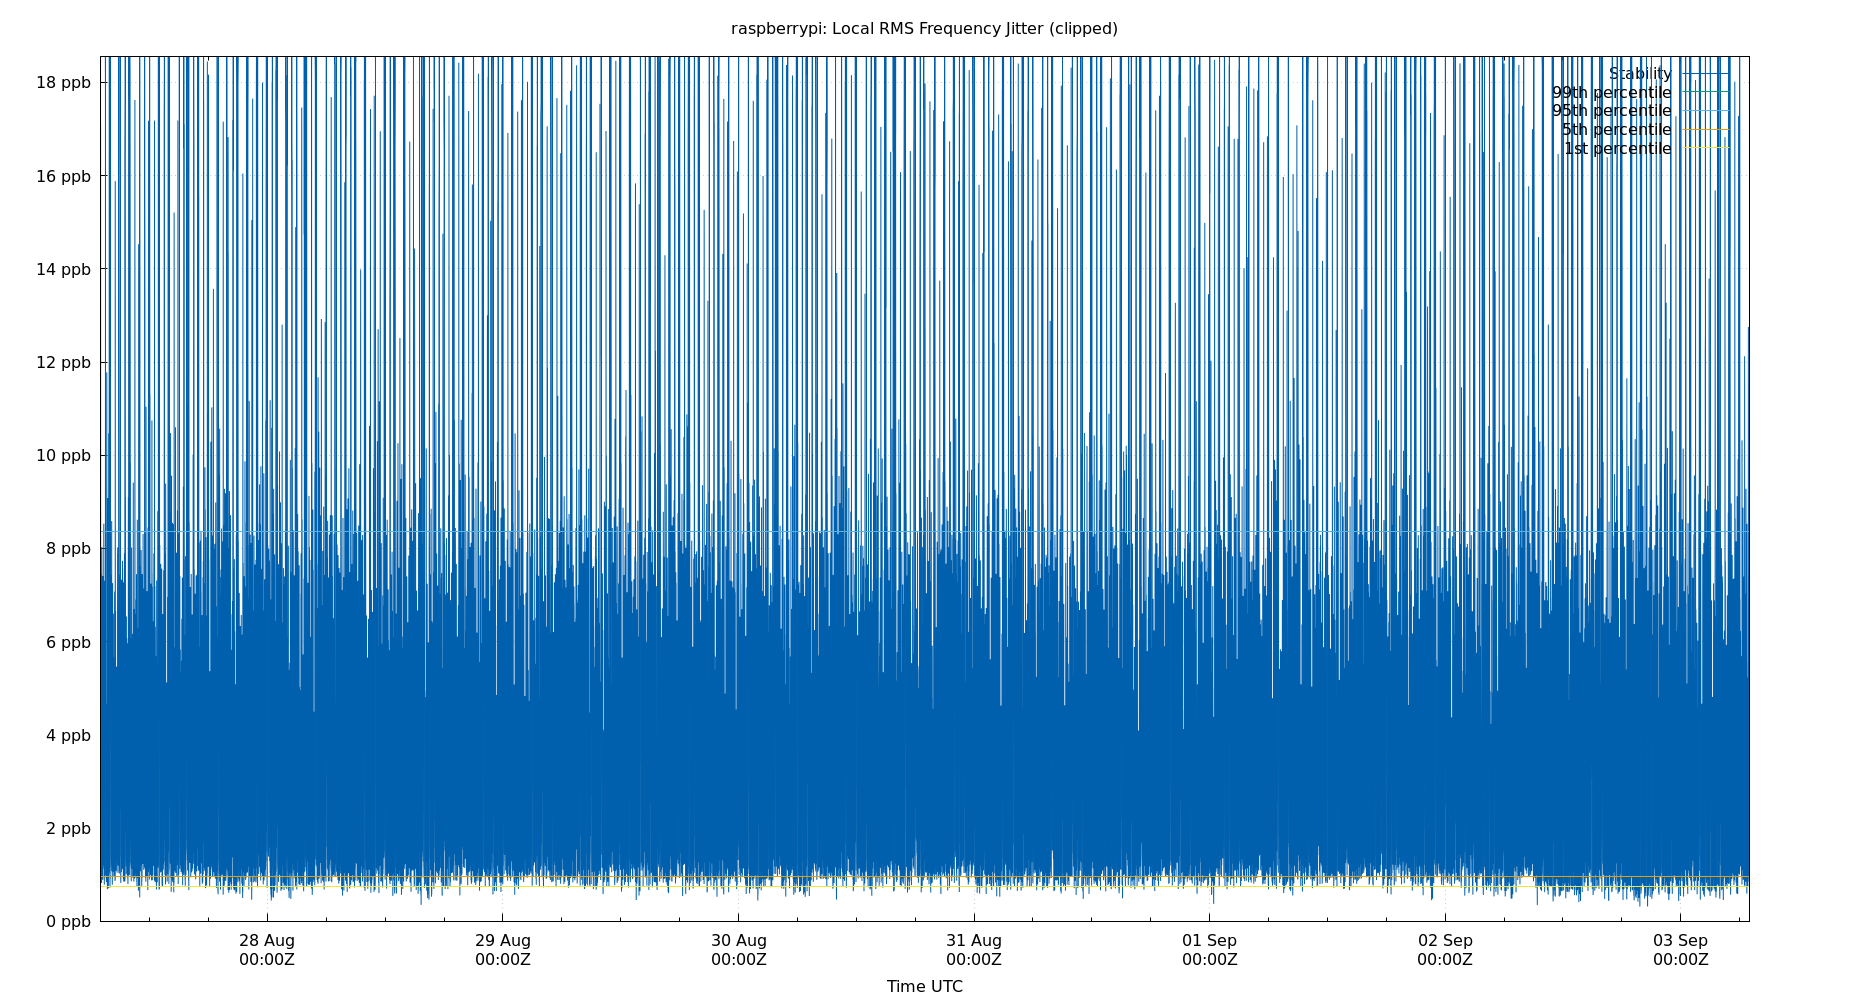 raspberrypi: Local RMS Frequency Jitter (clipped)
18 ppb
16 ppb
14 ppb
12 ppb
10 ppb
8 ppb
6 ppb
4 ppb
2 ppb
0 ppb
Stability
99th percentile
95th percentile
5th percentile
1st percentile
28 Aug
00:00Z
29 Aug
00:00Z
30 Aug
00:00Z
31 Aug
00:00Z
01 Sep
00:00Z
02 Sep
00:00Z
03 Sep
00:00Z
Time UTC